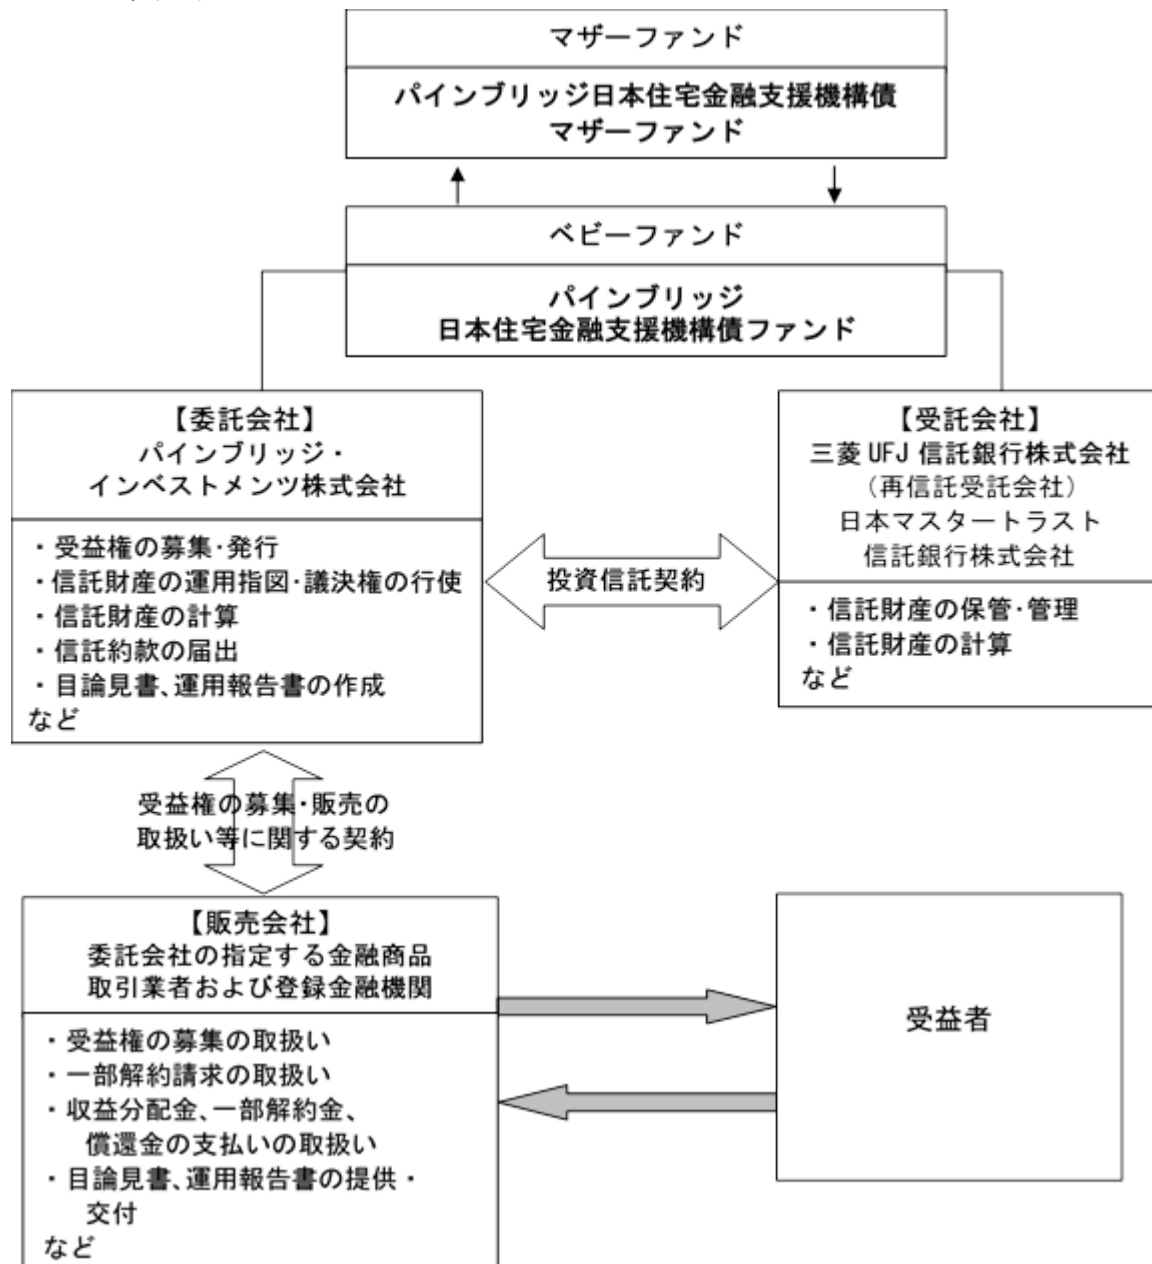 マザーファンド
パインブリッジ日本住宅金融支援機構債
マザーファンド
ベビーファンド
パインブリッジ
日本住宅金融支援機構債ファンド
【委託会社】
パインブリッジ・
インベストメンツ株式会社
・受益権の募集・発行
・信託財産の運用指図・議決権の行使
・信託財産の計算
・信託約款の届出
・目論見書、運用報告書の作成
など
投資信託契約
【受託会社】
三菱UFJ信託銀行株式会社
（再信託受託会社）
日本マスタートラスト
信託銀行株式会社
・信託財産の保管・管理
・信託財産の計算
など
受益権の募集・販売の
取扱い等に関する契約
【販売会社】
委託会社の指定する金融商品
取引業者および登録金融機関
・受益権の募集の取扱い
・一部解約請求の取扱い
・収益分配金、一部解約金、
償還金の支払いの取扱い
・目論見書、運用報告書の提供・
交付
など
受益者